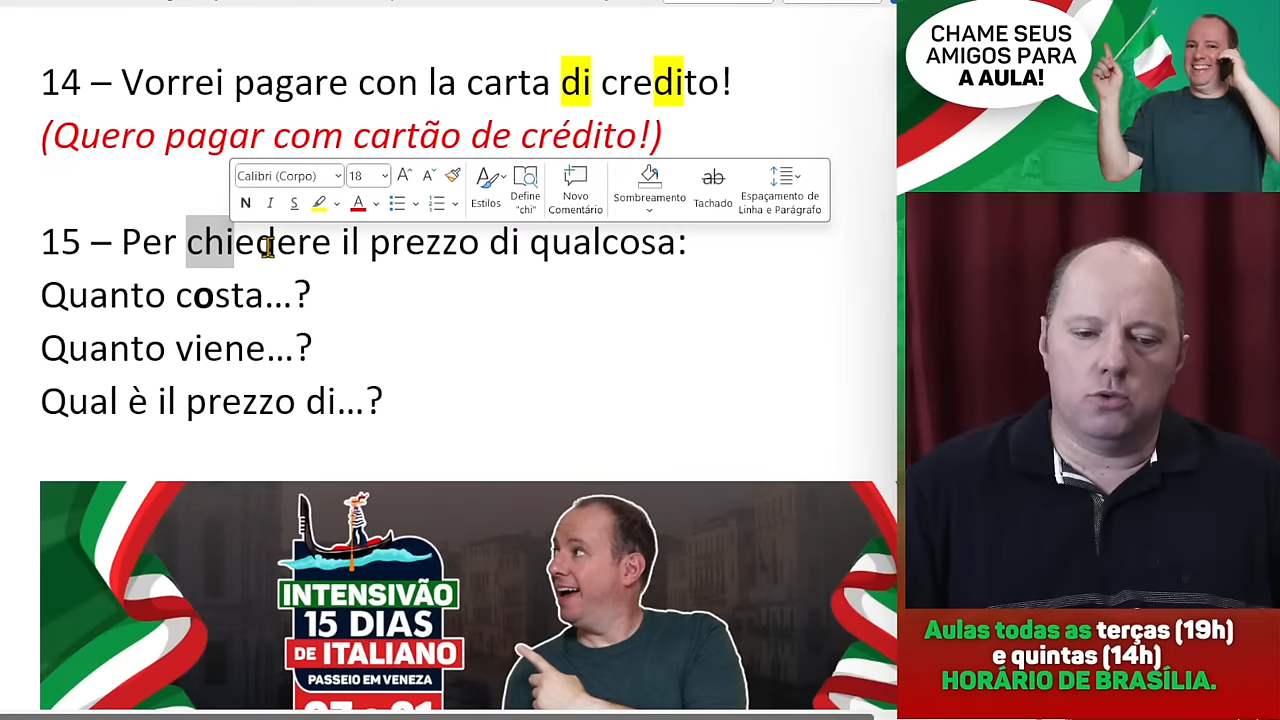 14 – Vorrei pagare con la carta di credito!
(Quero pagar com cartão de crédito!)
Calibri (Corpo) 18
N I S
Estilos
Define "chi"
Novo Comentário
Sombreamento
ab
Tachado
Espaçamento de Linha e Parágrafo
15 – Per chiedere il prezzo di qualcosa:
Quanto costa...?
Quanto viene...?
Qual è il prezzo di...?
INTENSIVÃO
15 DIAS
DE ITALIANO
PASSEIO EM VENEZA
CHAME SEUS
AMIGOS PARA
A AULA!
Aulas todas as terças (19h)
e quintas (14h)
HORÁRIO DE BRASÍLIA.